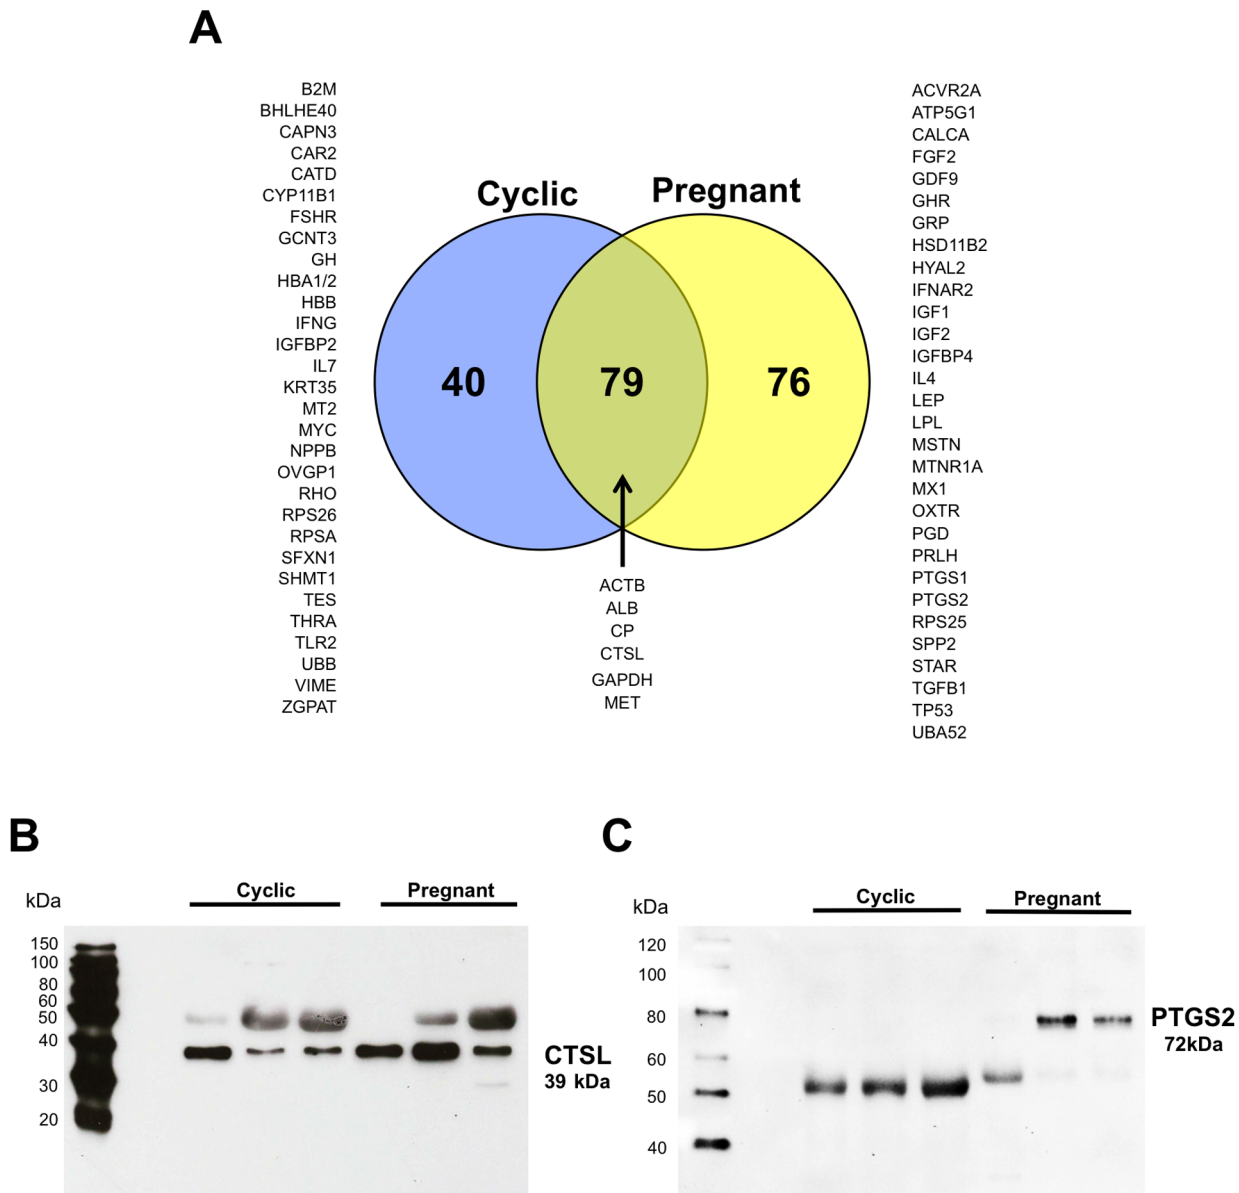 A
B2M
BHLHE40
CAPN3
CAR2
CATD
CYP11B1
FSHR
GCNT3
GH
HBA1/2
HBB
IFNG
IGFBP2
IL7
KRT35
MT2
MYC
NPPB
OVGP1
RHO
RPS26
RPSA
SFXN1
SHMT1
TES
THRA
TLR2
UBB
VIME
ZGPAT
Cyclic
Pregnant
40
79
76
ACTB
ALB
CP
CTSL
GAPDH
MET
ACVR2A
ATP5G1
CALCA
FGF2
GDF9
GHR
GRP
HSD11B2
HYAL2
IFNAR2
IGF1
IGF2
IGFBP4
IL4
LEP
LPL
MSTN
MTNR1A
MX1
OXTR
PGD
PRLH
PTGS1
PTGS2
RPS25
SPP2
STAR
TGFB1
TP53
UBA52
B
kDa
Cyclic
Pregnant
150
100
80
60
50
40
30
20
CTSL
39 kDa
C
kDa
Cyclic
Pregnant
120
100
80
60
50
40
PTGS2
72kDa